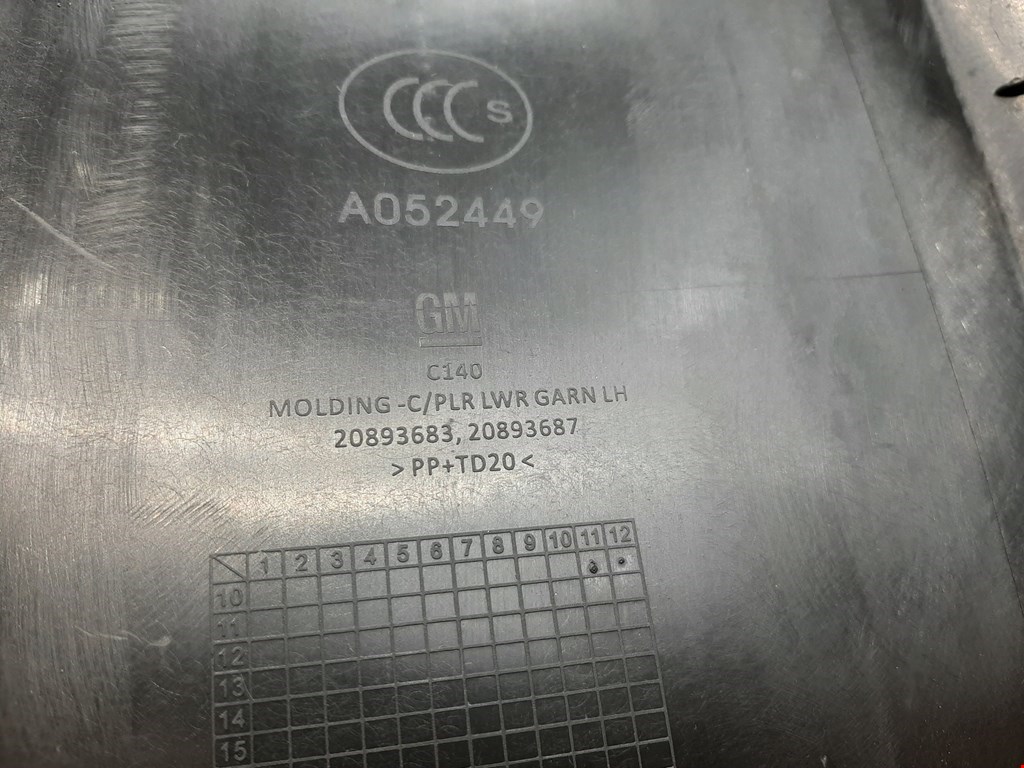 CCC S
A052449
GM
C140
MOLDING -C/PLR LWR GARN LH
20893683, 20893687
>PP+TD20<
1 2 3 4 5 6 7 8 9 10 11 12
10
11
12
13
14
15